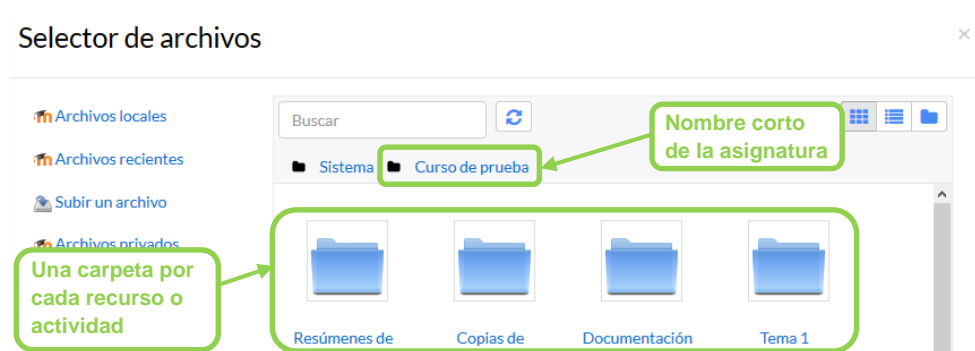 Selector de archivos
×
Archivos locales
Archivos recientes
Subir un archivo
Archivos privados
Una carpeta por
cada recurso o
actividad
Buscar
Nombre corto
de la asignatura
Sistema
Curso de prueba
Resúmenes de
Copias de
Documentación
Tema 1